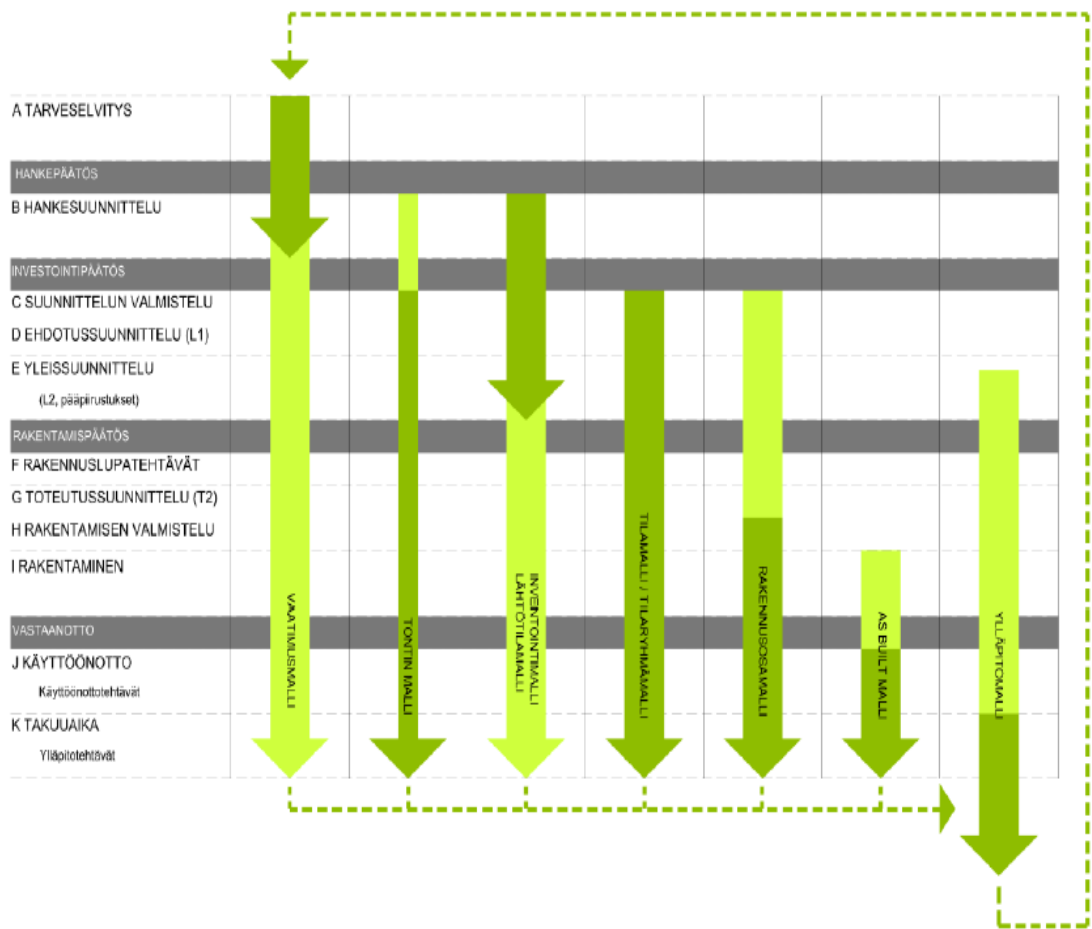 A TARVESELVITYS
HANKEPÄÄTÖS
B HANKESUUNNITTELU
INVESTOINTIPÄÄTÖS
C SUUNNITTELUN VALMISTELU
D EHDOTUSSUUNNITTELU (L1)
E YLEISSUUNNITTELU
(L2, pääpiirustukset)
RAKENTAMISPÄÄTÖS
F RAKENNUSLUPATEHTÄVÄT
G TOTEUTUSSUUNNITTELU (T2)
H RAKENTAMISEN VALMISTELU
I RAKENTAMINEN
VASTAANOTTO
J KÄYTTÖÖNOTTO
Käyttöönottotehtävät
K TAKUUAIKA
Ylläpitotehtävät
VAATIMUSMALLI
TONTIN MALLI
INVEINTOINTIMALLI
LÄHTÖTILAMALLI
TILAMALLI / TILARYHMÄMALLI
RAKENNUSOSAMALLI
AS BUILT MALLI
YLLÄPITOMALLI